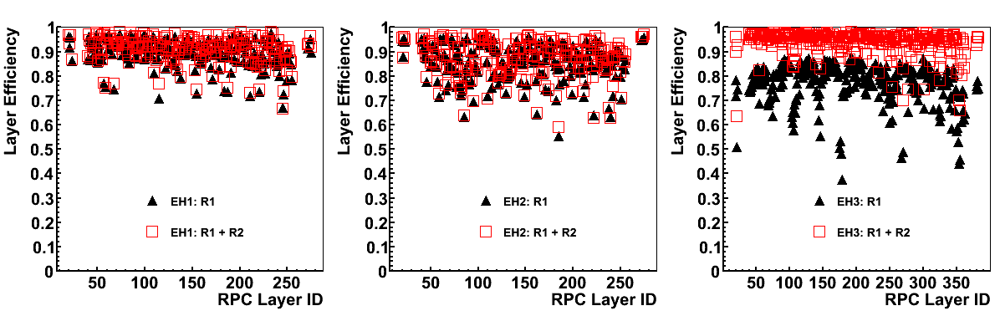 Layer Efficiency
1
0.9
0.8
0.7
0.6
0.5
0.4
0.3
0.2
0.1
0
EH1: R1
EH1: R1 + R2
50 100 150 200 250
RPC Layer ID
Layer Efficiency
1
0.9
0.8
0.7
0.6
0.5
0.4
0.3
0.2
0.1
0
EH2: R1
EH2: R1 + R2
50 100 150 200 250
RPC Layer ID
Layer Efficiency
1
0.9
0.8
0.7
0.6
0.5
0.4
0.3
0.2
0.1
0
EH3: R1
EH3: R1 + R2
50 100 150 200 250 300 350
RPC Layer ID